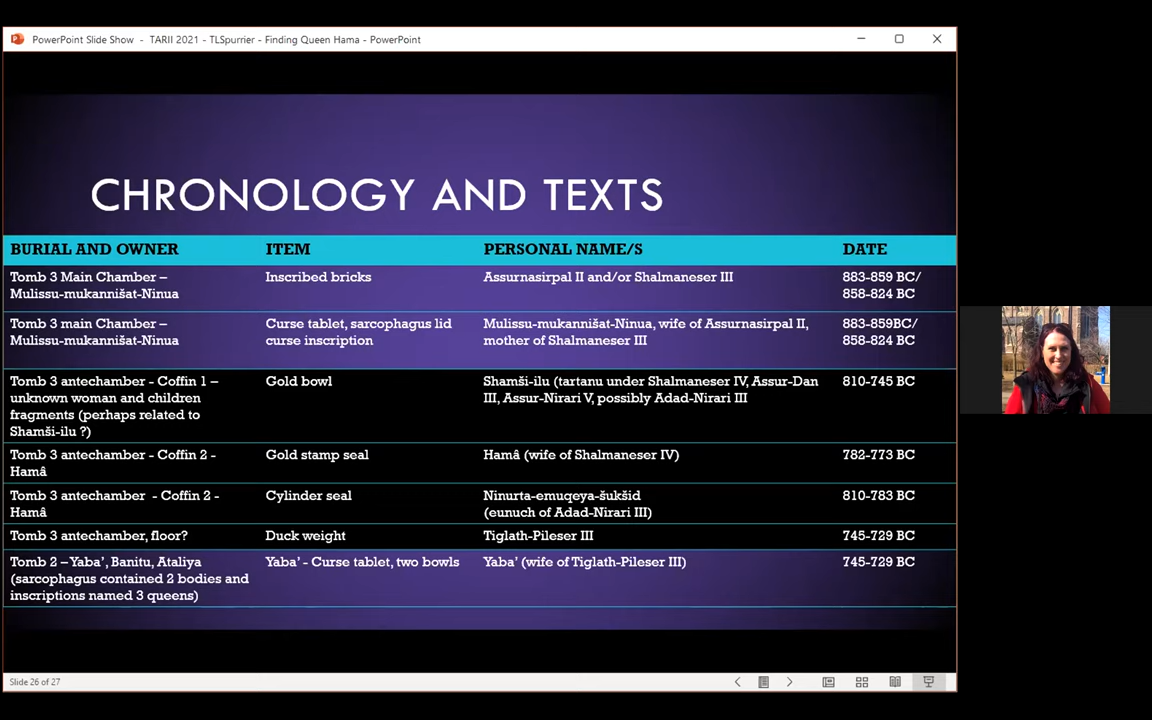 PowerPoint Slide Show - TARII 2021 - TLSpurrier - Finding Queen Hama - PowerPoint
CHRONOLOGY AND TEXTS
BURIAL AND OWNER ITEM PERSONAL NAME/S DATE
Tomb 3 Main Chamber – Inscribed bricks Assurnasirpal II and/or Shalmaneser III 883-859 BC/
Mulissu-mukannišat-Ninua 858-824 BC
Tomb 3 main Chamber – Curse tablet, sarcophagus lid Mulissu-mukannišat-Ninua, wife of Assurnasirpal II, 883-859BC/
Mulissu-mukannišat-Ninua curse inscription mother of Shalmaneser III 858-824 BC
Tomb 3 antechamber - Coffin 1 – Gold bowl Shamši-ilu (tartanu under Shalmaneser IV, Assur-Dan 810-745 BC
unknown woman and children III, Assur-Nirari V, possibly Adad-Nirari III
fragments (perhaps related to
Shamši-ilu ?)
Tomb 3 antechamber - Coffin 2 - Gold stamp seal Hamâ (wife of Shalmaneser IV) 782-773 BC
Hamâ
Tomb 3 antechamber - Coffin 2 - Cylinder seal Ninurta-emuqeya-šukšid 810-783 BC
Hamâ (eunuch of Adad-Nirari III)
Tomb 3 antechamber, floor? Duck weight Tiglath-Pileser III 745-729 BC
Tomb 2 – Yaba’, Banitu, Ataliya Yaba’ - Curse tablet, two bowls Yaba’ (wife of Tiglath-Pileser III) 745-729 BC
(sarcophagus contained 2 bodies and
inscriptions named 3 queens)
Slide 26 of 27